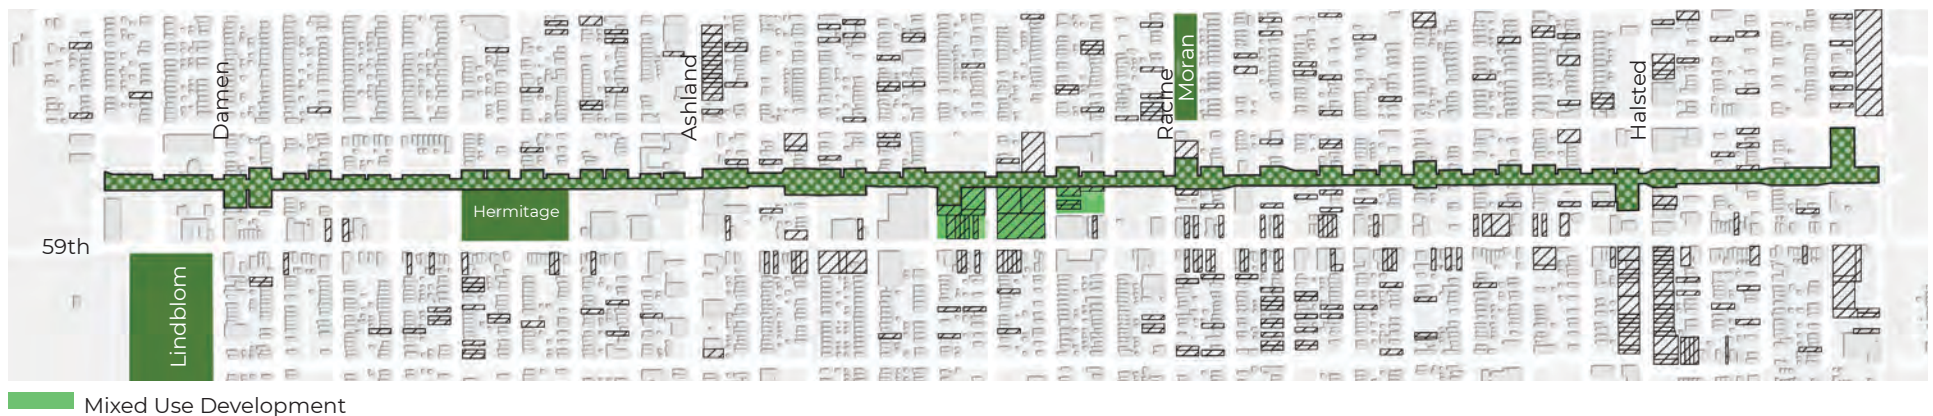 Damen
Ashland
Racine
Moran
Halsted
Hermitage
59th
Lindblom
Mixed Use Development